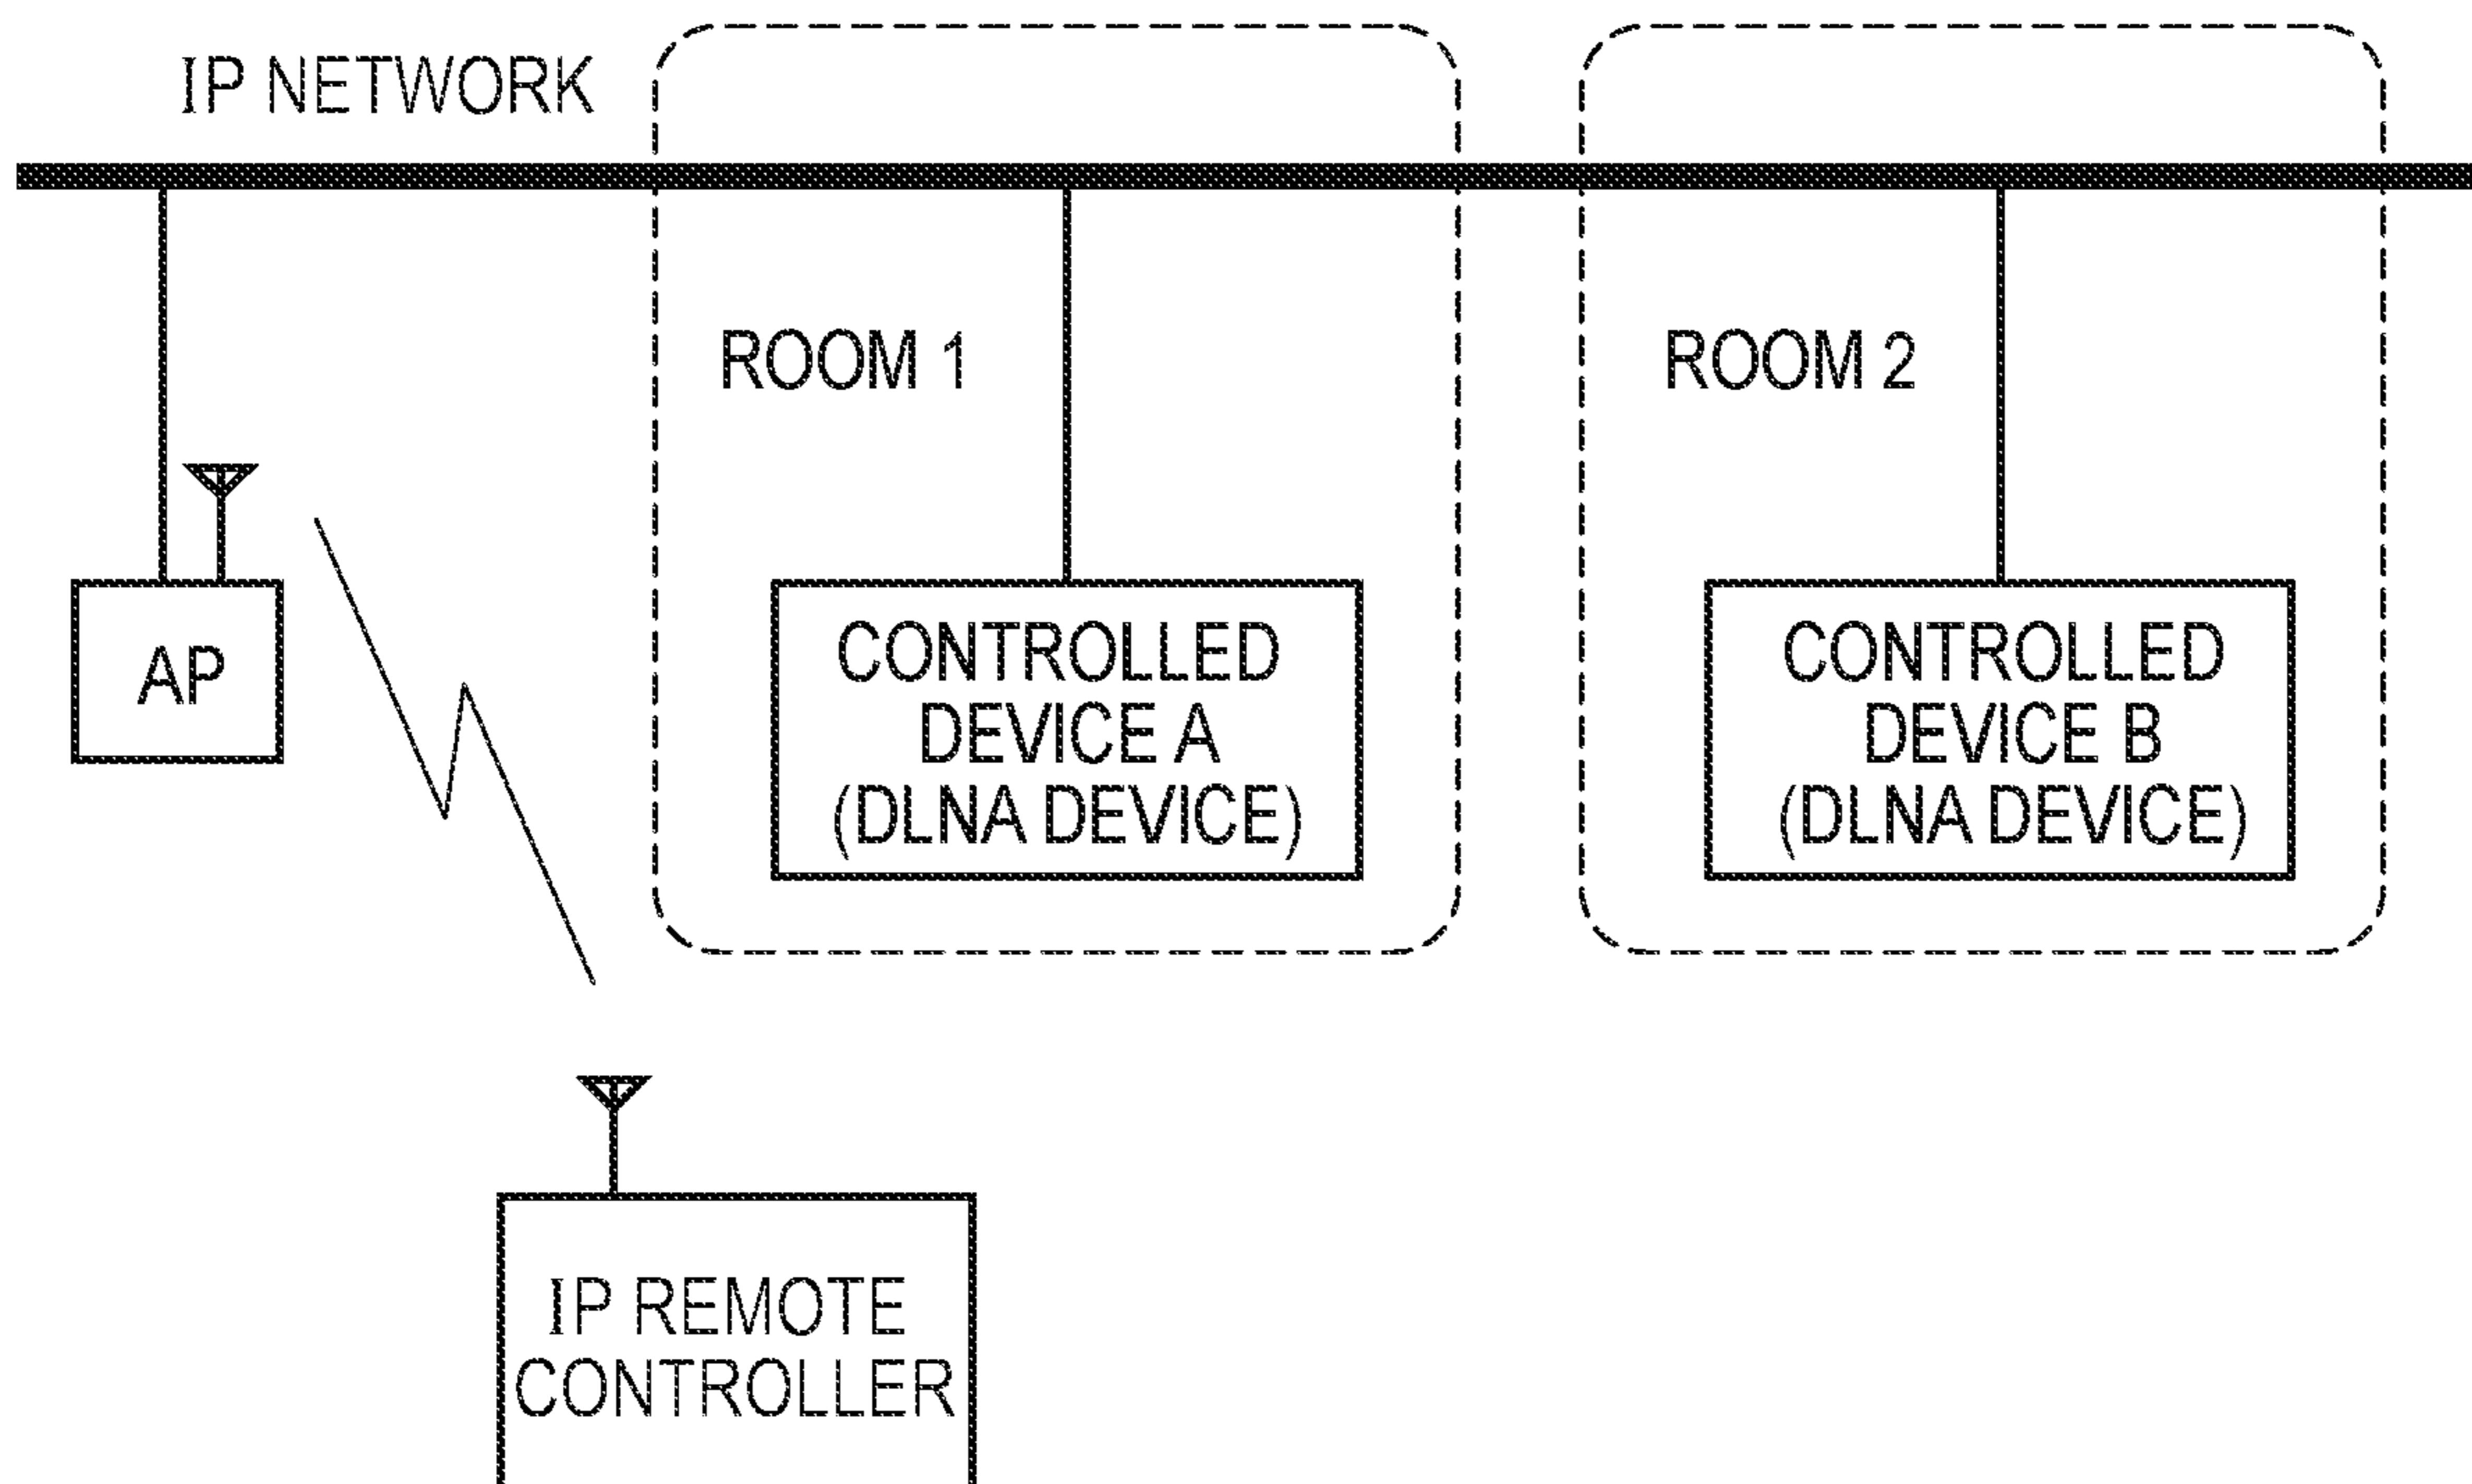 IP NETWORK
ROOM 1
ROOM 2
AP
CONTROLLED
DEVICE A
(DLNA DEVICE)
CONTROLLED
DEVICE B
(DLNA DEVICE)
IP REMOTE
CONTROLLER